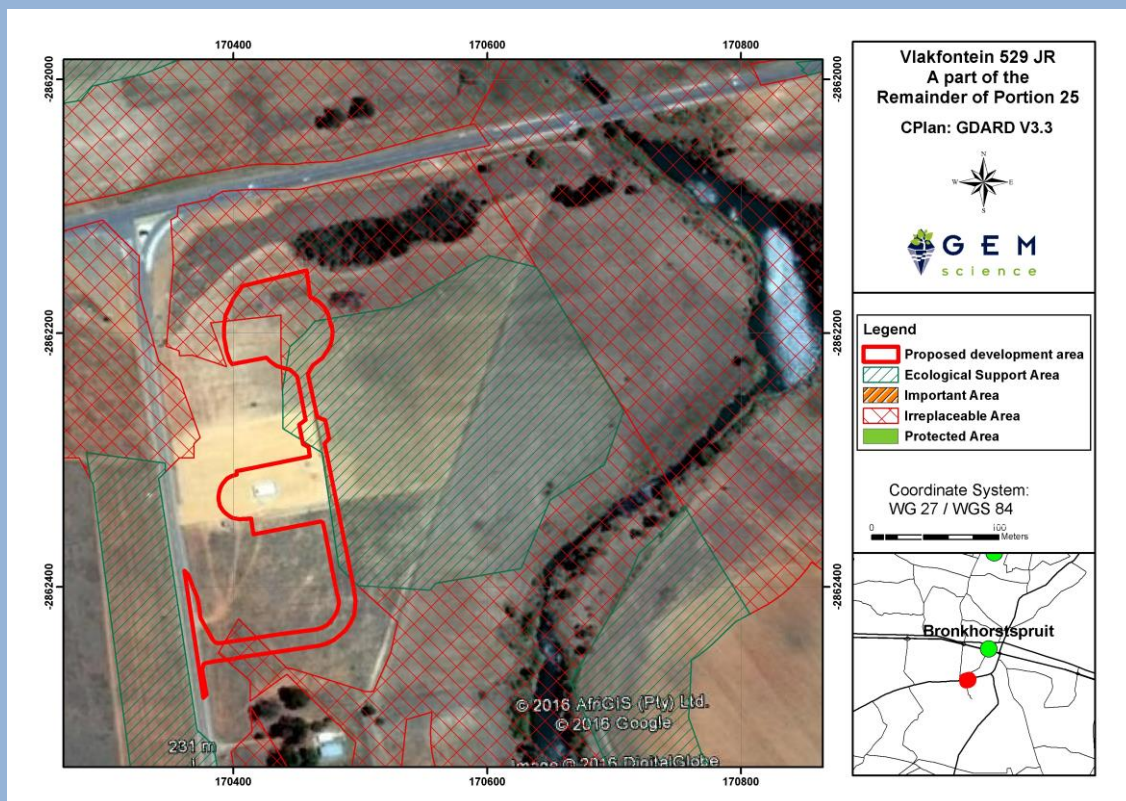 170400
170600
170800
-2862000
-2862000
-2862200
-2862200
-2862400
-2862400
170400
170600
170800
© 2016 AfriGIS (Pty) Ltd.
© 2016 Google
Image © 2016 DigitalGlobe
231 m
Vlakfontein 529 JR
A part of the
Remainder of Portion 25
CPlan: GDARD V3.3
N
W
E
S
GEM
science
Legend
Proposed development area
Ecological Support Area
Important Area
Irreplaceable Area
Protected Area
Coordinate System:
WG 27 / WGS 84
0 100
Meters
Bronkhorstspruit